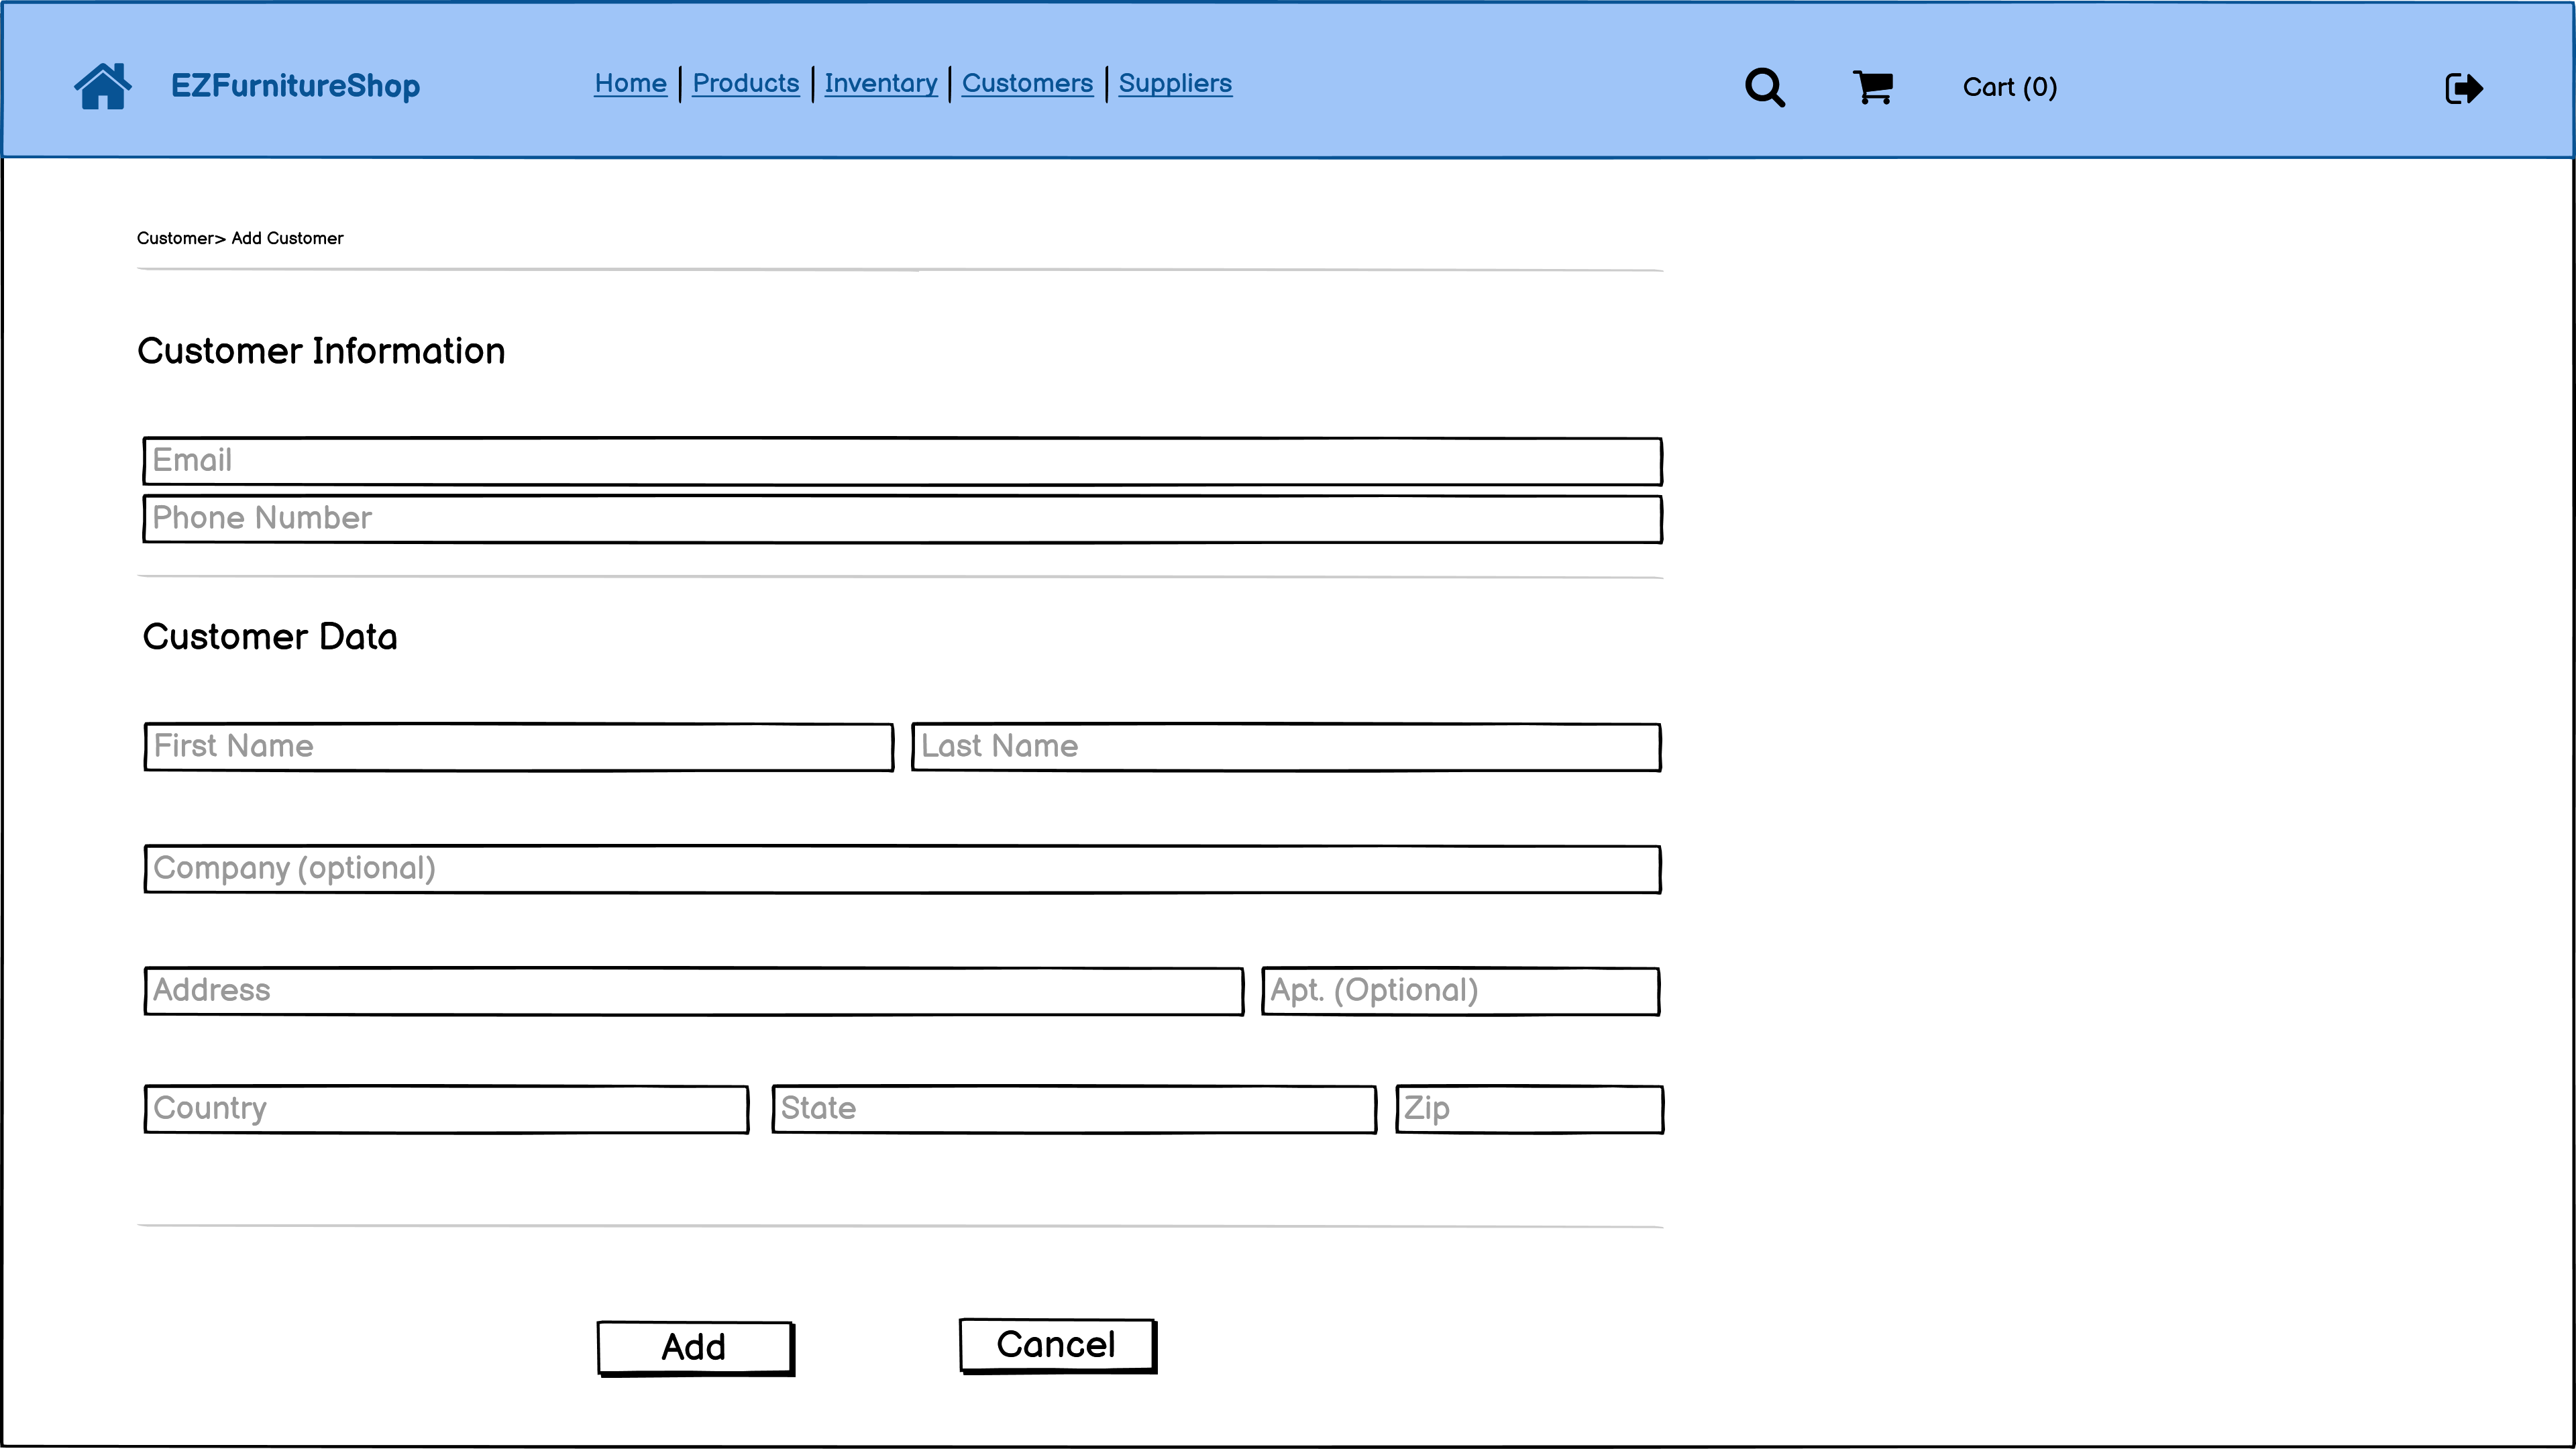 EZFurnitureShop
Home | Products | Inventory | Customers | Suppliers
Cart (0)
Customer> Add Customer
Customer Information
Email
Phone Number
Customer Data
First Name
Last Name
Company (optional)
Address
Apt. (Optional)
Country
State
Zip
Add
Cancel